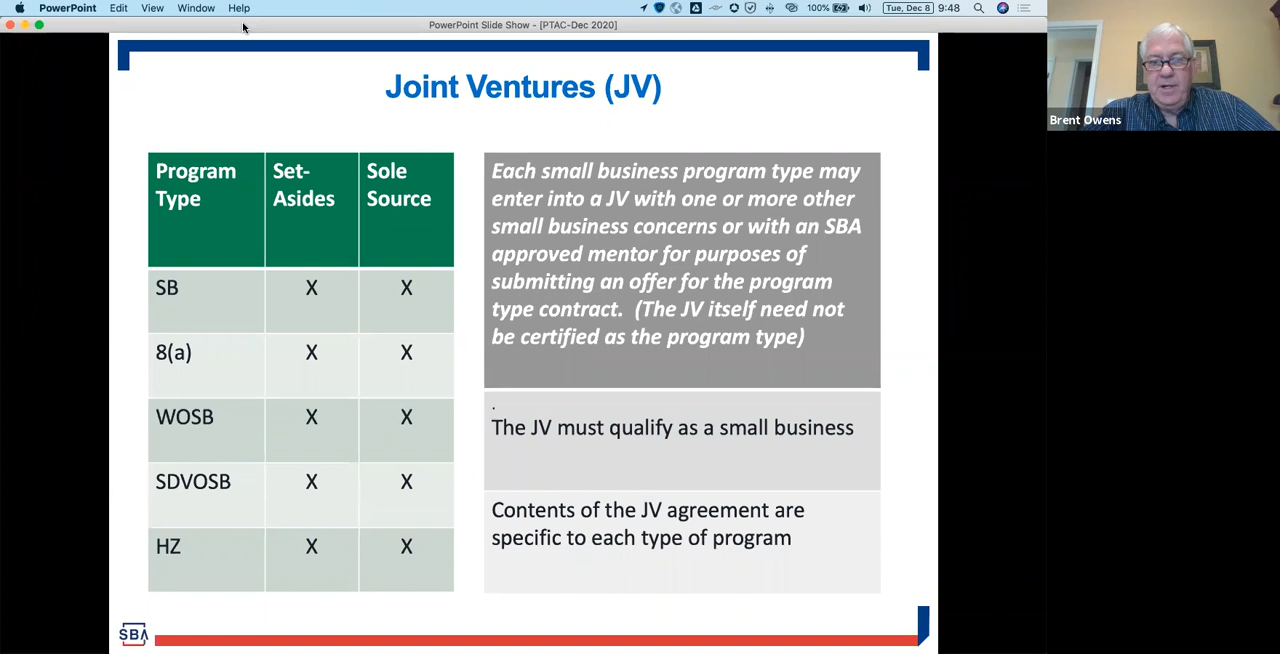 PowerPoint Edit View Window Help 100% Tue, Dec 8 9:48
PowerPoint Slide Show - [PTAC-Dec 2020]
Joint Ventures (JV)
Program
Type
Set-
Asides
Sole
Source
SB X X
8(a) X X
WOSB X X
SDVOSB X X
HZ X X
Each small business program type may
enter into a JV with one or more other
small business concerns or with an SBA
approved mentor for purposes of
submitting an offer for the program
type contract. (The JV itself need not
be certified as the program type)
.
The JV must qualify as a small business
Contents of the JV agreement are
specific to each type of program
SBA
Brent Owens